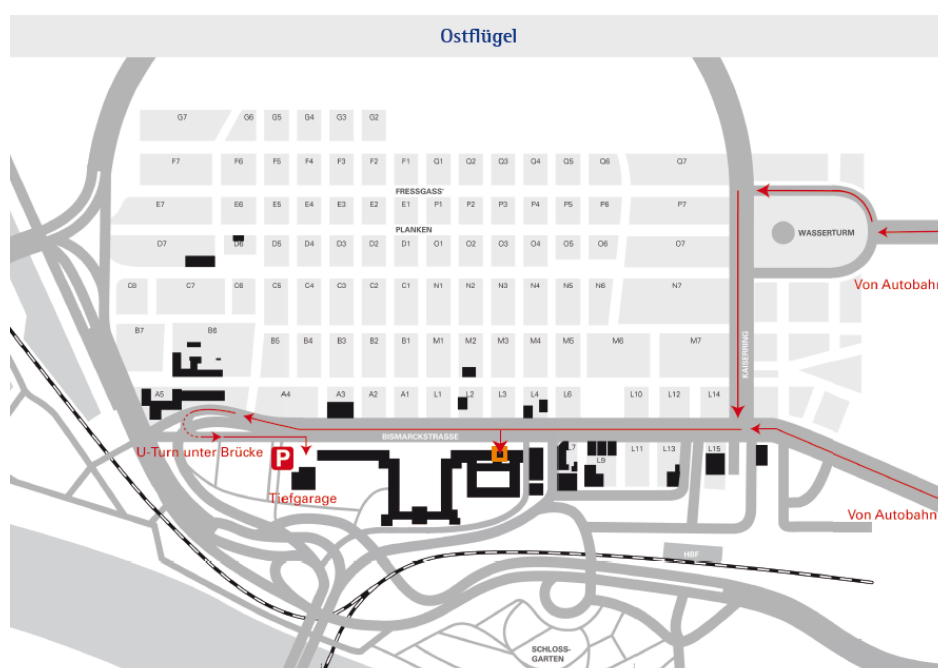 Ostflügel
G7 G6 G5 G4 G3 G2
F7 F6 F5 F4 F3 F2 F1 Q1 Q2 Q3 Q4 Q5 Q6 Q7
FRESSGASS'
E7 E6 E5 E4 E3 E2 E1 P1 P2 P3 P4 P5 P6 P7
PLANKEN
WASSERTURM
D7 D6 D5 D4 D3 D2 D1 O1 O2 O3 O4 O5 O6 O7
Von Autobahn
C8 C7 C6 C5 C4 C3 C2 C1 N1 N2 N3 N4 N5 N6 N7
B7 B6 B5 B4 B3 B2 B1 M1 M2 M3 M4 M5 M6 M7
KAISERRING
A5 A4 A3 A2 A1 L1 L2 L3 L4 L6 L10 L12 L14
BISMARCKSTRASSE
U-Turn unter Brücke
P
L7 L9 L11 L13 L15
Tiefgarage
Von Autobahn
HBF
SCHLOSS-
GARTEN